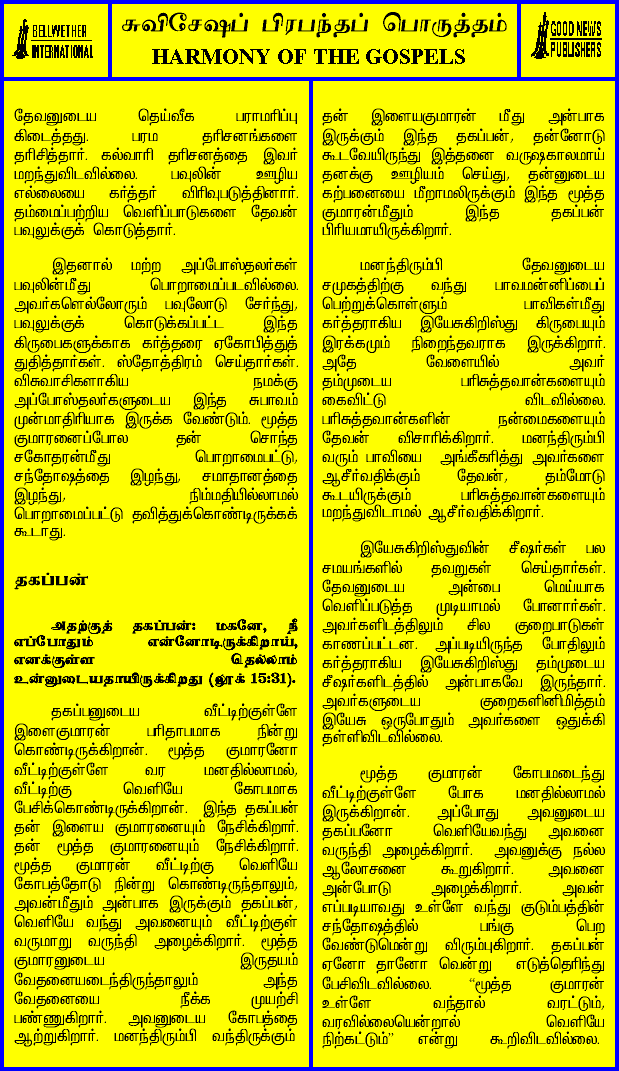 BELLWETHER
INTERNATIONAL
சுவிசேஷப் பிரபந்தப் பொருத்தம்
HARMONY OF THE GOSPELS
GOOD NEWS
PUBLISHERS
தேவனுடைய தெய்வீக பராமரிப்பு
கிடைத்தது. பரம தரிசனங்களை
தரிசித்தார். கல்வாரி தரிசனத்தை இவர்
மறந்துவிடவில்லை. பவுலின் ஊழிய
எல்லையை கர்த்தர் விரிவுபடுத்தினார்.
தம்மைப்பற்றிய வெளிப்பாடுகளை தேவன்
பவுலுக்குக் கொடுத்தார்.
இதனால் மற்ற அப்போஸ்தலர்கள்
பவுலின்மீது பொறாமைப்படவில்லை.
அவர்களெல்லோரும் பவுலோடு சேர்ந்து,
பவுலுக்குக் கொடுக்கப்பட்ட இந்த
கிருபைகளுக்காக கர்த்தரை ஏகோபித்துத்
துதித்தார்கள். ஸ்தோத்திரம் செய்தார்கள்.
விசுவாசிகளாகிய நமக்கு
அப்போஸ்தலர்களுடைய இந்த சுபாவம்
முன்மாதிரியாக இருக்க வேண்டும். மூத்த
குமாரனைப்போல தன் சொந்த
சகோதரன்மீது பொறாமைபட்டு,
சந்தோஷத்தை இழந்து, சமாதானத்தை
இழந்து, நிம்மதியில்லாமல்
பொறாமைப்பட்டு தவித்துக்கொண்டிருக்கக்
கூடாது.
தகப்பன்
அதற்குத் தகப்பன்: மகனே, நீ
எப்போதும் என்னோடிருக்கிறாய்,
எனக்குள்ள தெல்லாம்
உன்னுடையதாயிருக்கிறது (லூக் 15:31).
தகப்பனுடைய வீட்டிற்குள்ளே
இளைகுமாரன் பரிதாபமாக நின்று
கொண்டிருக்கிறான். மூத்த குமாரனோ
வீட்டிற்குள்ளே வர மனதில்லாமல்,
வீட்டிற்கு வெளியே கோபமாக
பேசிக்கொண்டிருக்கிறான். இந்த தகப்பன்
தன் இளைய குமாரனையும் நேசிக்கிறார்.
தன் மூத்த குமாரனையும் நேசிக்கிறார்.
மூத்த குமாரன் வீட்டிற்கு வெளியே
கோபத்தோடு நின்று கொண்டிருந்தாலும்,
அவன்மீதும் அன்பாக இருக்கும் தகப்பன்,
வெளியே வந்து அவனையும் வீட்டிற்குள்
வருமாறு வருந்தி அழைக்கிறார். மூத்த
குமாரனுடைய இருதயம்
வேதனையடைந்திருந்தாலும் அந்த
வேதனையை நீக்க முயற்சி
பண்ணுகிறார். அவனுடைய கோபத்தை
ஆற்றுகிறார். மனந்திரும்பி வந்திருக்கும்
தன் இளையகுமாரன் மீது அன்பாக
இருக்கும் இந்த தகப்பன், தன்னோடு
கூடவேயிருந்து இத்தனை வருஷகாலமாய்
தனக்கு ஊழியம் செய்து, தன்னுடைய
கற்பனையை மீறாமலிருக்கும் இந்த மூத்த
குமாரன்மீதும் இந்த தகப்பன்
பிரியமாயிருக்கிறார்.
மனந்திரும்பி தேவனுடைய
சமுகத்திற்கு வந்து பாவமன்னிப்பைப்
பெற்றுக்கொள்ளும் பாவிகள்மீது
கர்த்தராகிய இயேசுகிறிஸ்து கிருபையும்
இரக்கமும் நிறைந்தவராக இருக்கிறார்.
அதே வேளையில் அவர்
தம்முடைய பரிசுத்தவான்களையும்
கைவிட்டு விடவில்லை.
பரிசுத்தவான்களின் நன்மைகளையும்
தேவன் விசாரிக்கிறார். மனந்திரும்பி
வரும் பாவியை அங்கீகரித்து அவர்களை
ஆசீர்வதிக்கும் தேவன், தம்மோடு
கூடயிருக்கும் பரிசுத்தவான்களையும்
மறந்துவிடாமல் ஆசீர்வதிக்கிறார்.
இயேசுகிறிஸ்துவின் சீஷர்கள் பல
சமயங்களில் தவறுகள் செய்தார்கள்.
தேவனுடைய அன்பை மெய்யாக
வெளிப்படுத்த முடியாமல் போனார்கள்.
அவர்களிடத்திலும் சில குறைபாடுகள்
காணப்பட்டன. அப்படியிருந்த போதிலும்
கர்த்தராகிய இயேசுகிறிஸ்து தம்முடைய
சீஷர்களிடத்தில் அன்பாகவே இருந்தார்.
அவர்களுடைய குறைகளினிமித்தம்
இயேசு ஒருபோதும் அவர்களை ஒதுக்கி
தள்ளிவிடவில்லை.
மூத்த குமாரன் கோபமடைந்து
வீட்டிற்குள்ளே போக மனதில்லாமல்
இருக்கிறான். அப்போது அவனுடைய
தகப்பனோ வெளியேவந்து அவனை
வருந்தி அழைக்கிறார். அவனுக்கு நல்ல
ஆலோசனை கூறுகிறார். அவனை
அன்போடு அழைக்கிறார். அவன்
எப்படியாவது உள்ளே வந்து குடும்பத்தின்
சந்தோஷத்தில் பங்கு பெற
வேண்டுமென்று விரும்புகிறார். தகப்பன்
ஏனோ தானோ வென்று எடுத்தெறிந்து
பேசிவிடவில்லை. “மூத்த குமாரன்
உள்ளே வந்தால் வரட்டும்,
வரவில்லையென்றால் வெளியே
நிற்கட்டும்” என்று கூறிவிடவில்லை.